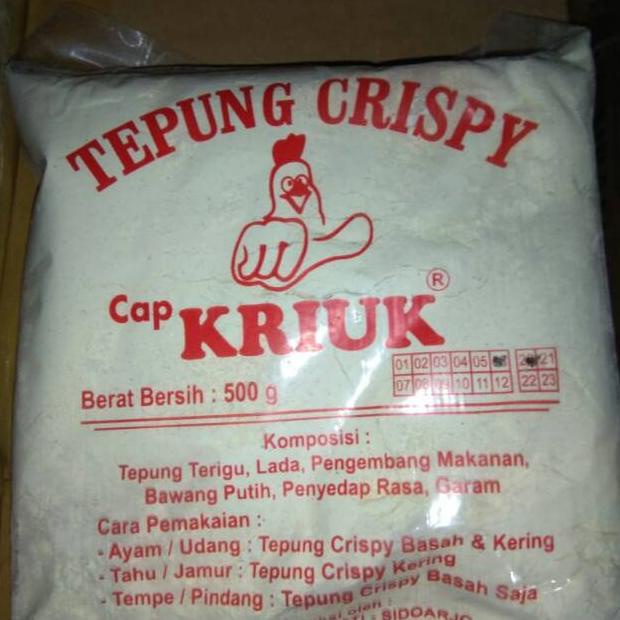 TEPUNG CRISPY
Cap KRIUK ®
01 02 03 04 05 21
07 08 09 10 11 12 22 23
Berat Bersih : 500 g
Komposisi :
Tepung Terigu, Lada, Pengembang Makanan,
Bawang Putih, Penyedap Rasa, Garam
Cara Pemakaian :
- Ayam / Udang : Tepung Crispy Basah & Kering
- Tahu / Jamur : Tepung Crispy Kering
- Tempe / Pindang : Tepung Crispy Basah Saja
oleh :
SIDOARJO